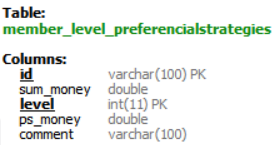 Table:
member_level_preferencialstrategies
Columns:
id varchar(100) PK
sum_money double
level int(11) PK
ps_money double
comment varchar(100)